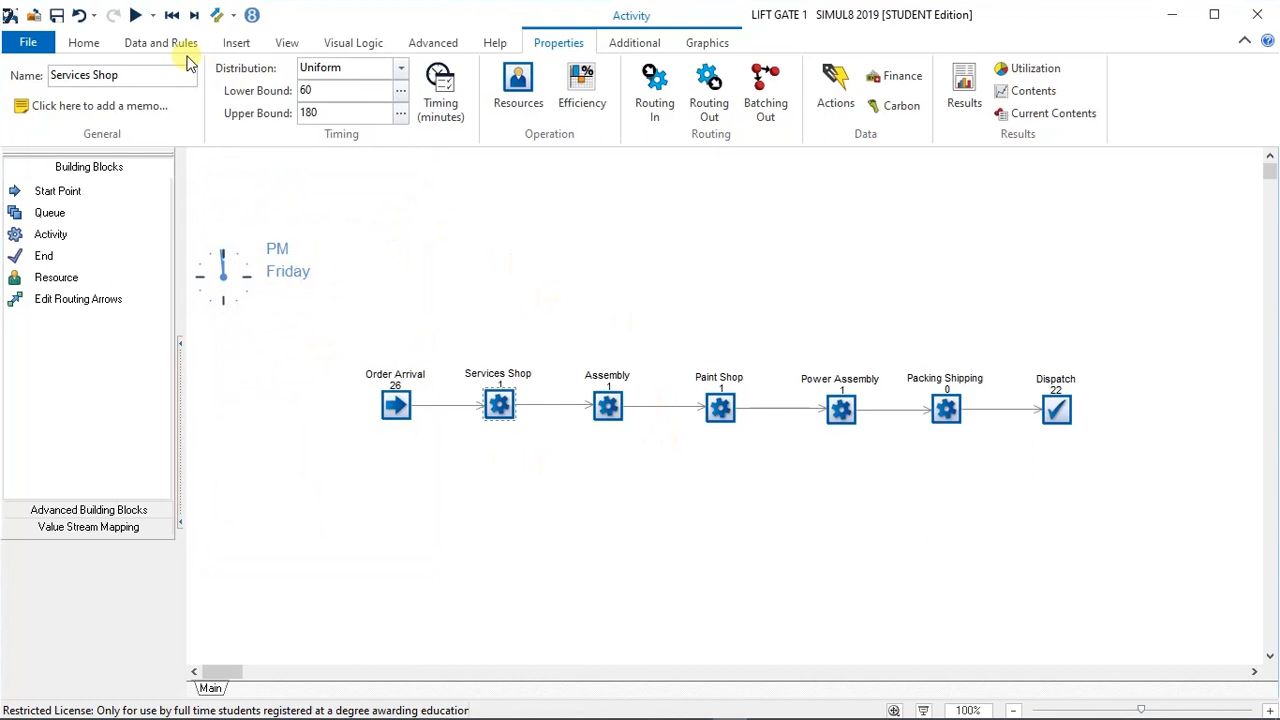 Activity
LIFT GATE 1    SIMUL8 2019 [STUDENT Edition]
File Home Data and Rules Insert View Visual Logic Advanced Help Properties Additional Graphics
Name: Services Shop
Click here to add a memo...
General
Distribution: Uniform
Lower Bound: 60
Upper Bound: 180
Timing (minutes)
Timing
Resources Efficiency
Operation
Routing In Routing Out Batching Out
Routing
Actions Finance
Carbon
Data
Results Utilization
Contents
Current Contents
Results
Building Blocks
Start Point
Queue
Activity
End
Resource
Edit Routing Arrows
Advanced Building Blocks
Value Stream Mapping
PM
Friday
Order Arrival
26
Services Shop
1
Assembly
1
Paint Shop
1
Power Assembly
1
Packing Shipping
0
Dispatch
22
Main
Restricted License: Only for use by full time students registered at a degree awarding education
100%